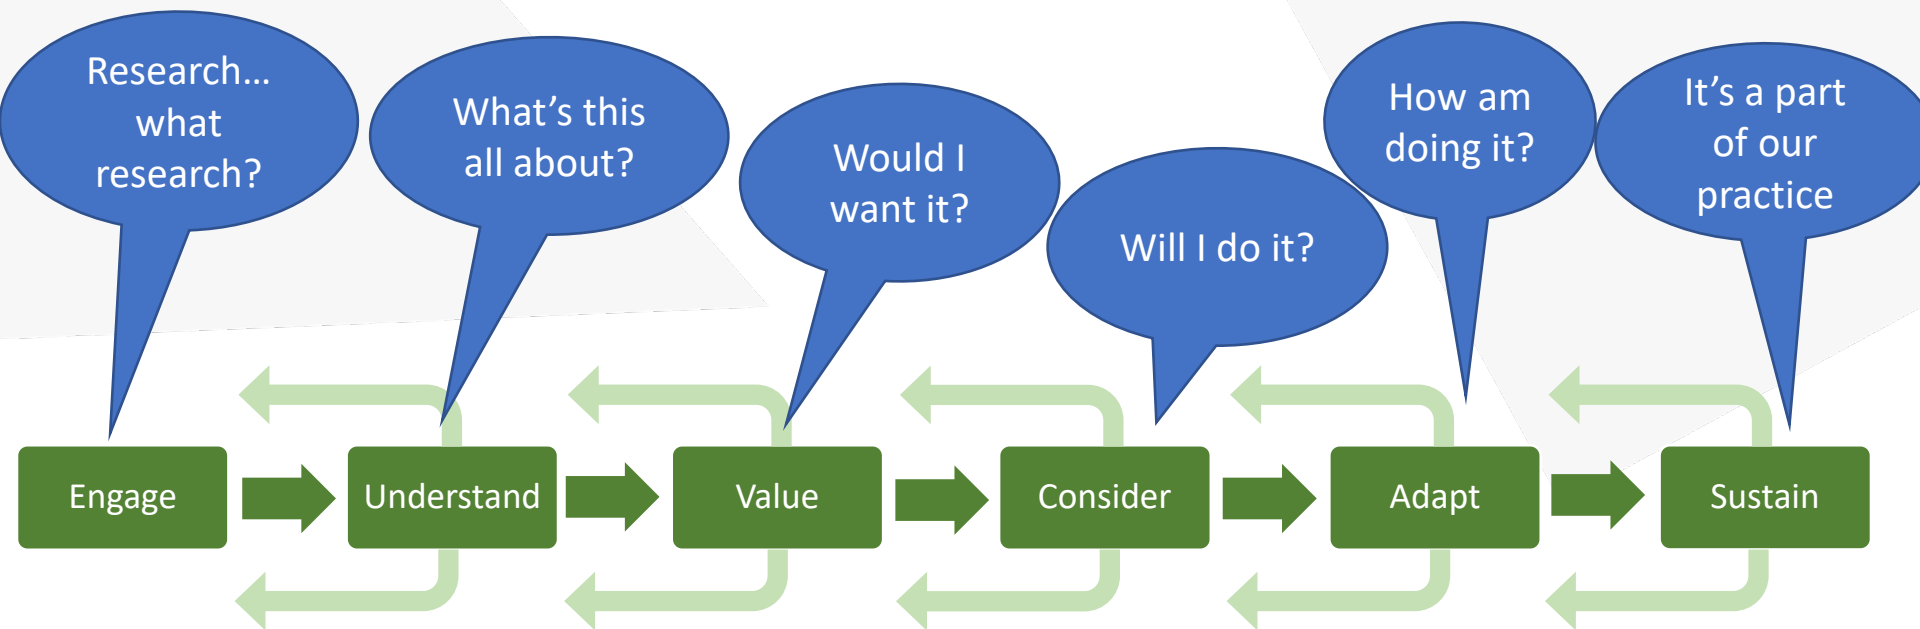 Research…
what
research?
What’s this
all about?
Would I
want it?
Will I do it?
How am
doing it?
It’s a part
of our
practice
Engage
Understand
Value
Consider
Adapt
Sustain